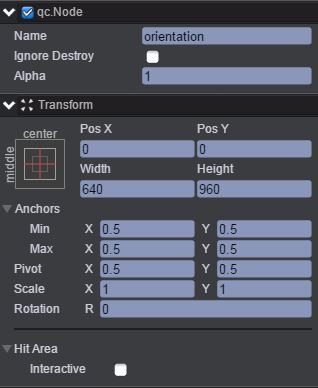 qc.Node
Name orientation
Ignore Destroy
Alpha 1
Transform
center
middle
Pos X Pos Y
0 0
Width Height
640 960
Anchors
Min X 0.5 Y 0.5
Max X 0.5 Y 0.5
Pivot X 0.5 Y 0.5
Scale X 1 Y 1
Rotation R 0
Hit Area
Interactive